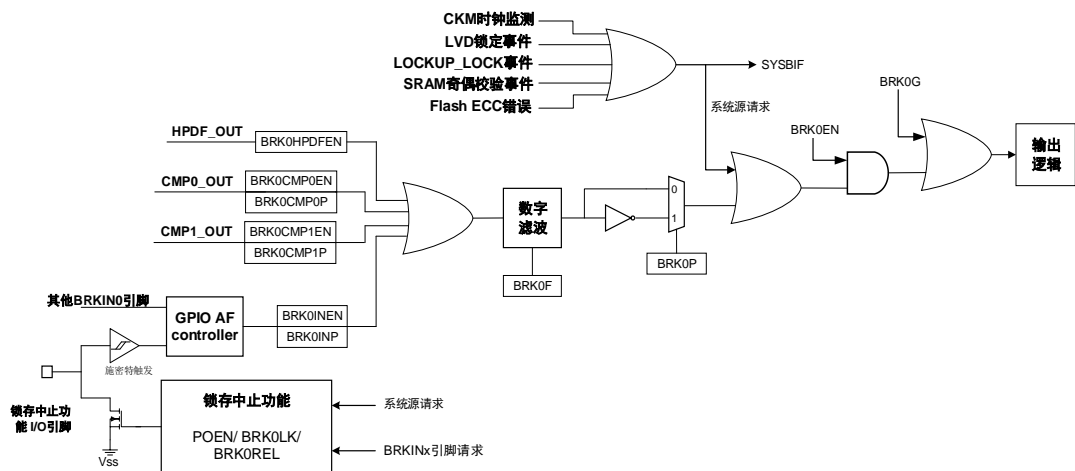 CKM时钟监测
LVD锁定事件
LOCKUP_LOCK事件
SRAM奇偶校验事件
Flash ECC错误
SYSBIF
系统源请求
BRK0G
BRK0EN
输出
逻辑
HPDF_OUT
BRK0HPDFEN
CMP0_OUT
BRK0CMP0EN
BRK0CMP0P
CMP1_OUT
BRK0CMP1EN
BRK0CMP1P
数字
滤波
0
1
BRK0F
BRK0P
其他BRKIN0引脚
GPIO AF
controller
BRK0INEN
BRK0INP
施密特触发
锁存中止功
能 I/O引脚
Vss
锁存中止功能
POEN/ BRK0LK/
BRK0REL
系统源请求
BRKINx引脚请求